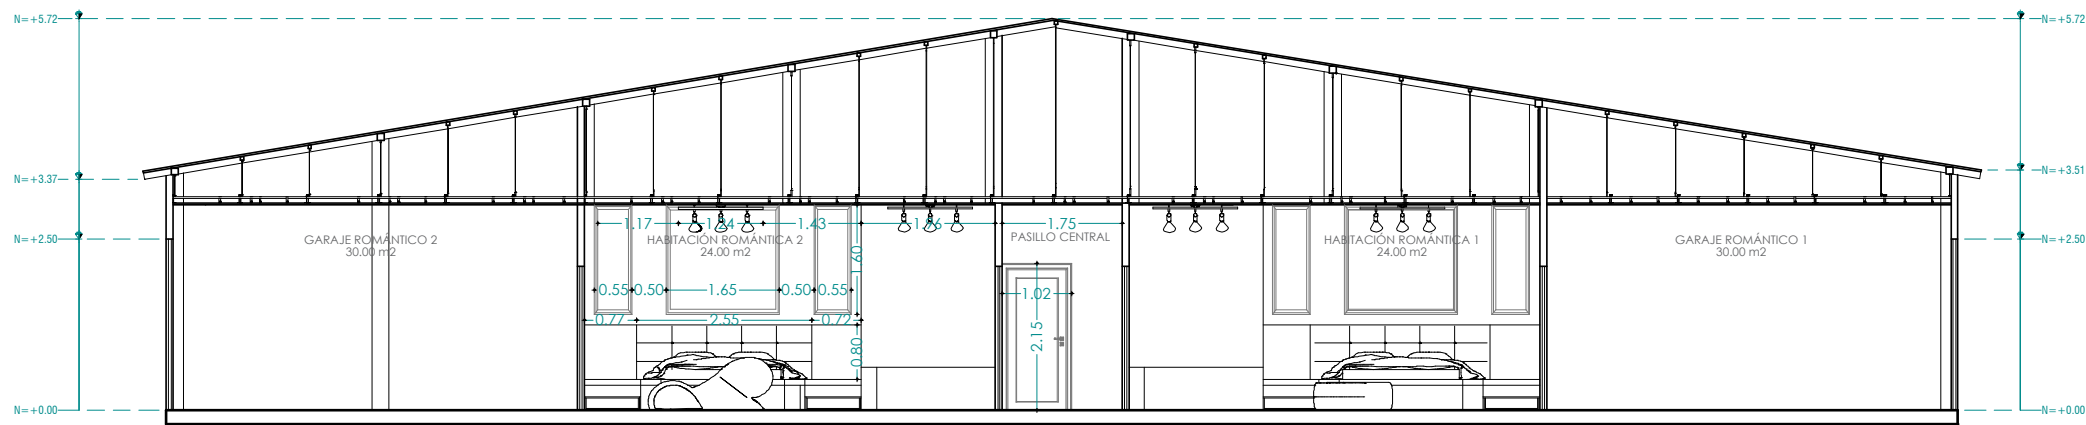 N=+5.72
N=+5.72
N=+3.37
N=+3.51
N=+2.50
N=+2.50
1.17
1.24
1.43
1.96
1.75
GARAJE ROMÁNTICO 2
30.00 m2
HABITACIÓN ROMÁNTICA 2
24.00 m2
PASILLO CENTRAL
HABITACIÓN ROMÁNTICA 1
24.00 m2
GARAJE ROMÁNTICO 1
30.00 m2
1.60
0.55
0.50
1.65
0.50
0.55
1.02
0.77
2.55
0.72
2.15
0.80
N=+0.00
N=+0.00